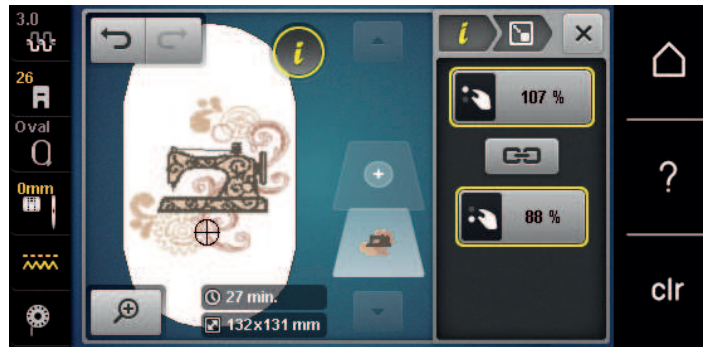 3.0
26
Oval
0mm
i
27 min.
132x131 mm
i
107 %
88 %
?
clr